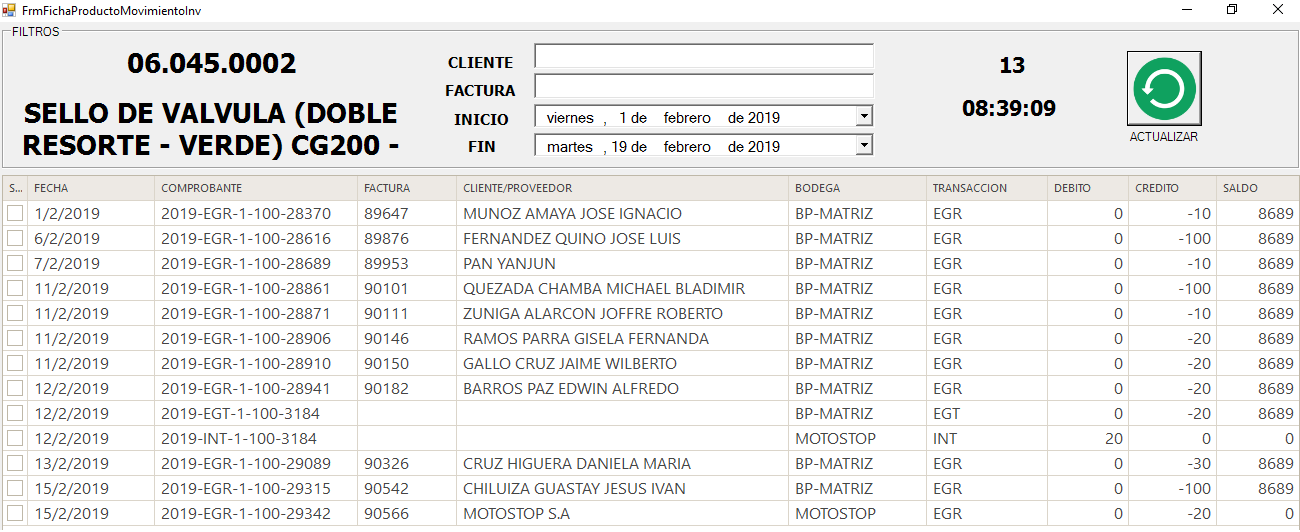 FrmFichaProductoMovimientoInv
FILTROS
06.045.0002
SELLO DE VALVULA (DOBLE
RESORTE - VERDE) CG200 -
CLIENTE
FACTURA
INICIO viernes , 1 de febrero de 2019
FIN martes , 19 de febrero de 2019
13
08:39:09
ACTUALIZAR
S... FECHA COMPROBANTE FACTURA CLIENTE/PROVEEDOR BODEGA TRANSACCION DEBITO CREDITO SALDO
1/2/2019 2019-EGR-1-100-28370 89647 MUNOZ AMAYA JOSE IGNACIO BP-MATRIZ EGR 0 -10 8689
6/2/2019 2019-EGR-1-100-28616 89876 FERNANDEZ QUINO JOSE LUIS BP-MATRIZ EGR 0 -100 8689
7/2/2019 2019-EGR-1-100-28689 89953 PAN YANJUN BP-MATRIZ EGR 0 -10 8689
11/2/2019 2019-EGR-1-100-28861 90101 QUEZADA CHAMBA MICHAEL BLADIMIR BP-MATRIZ EGR 0 -100 8689
11/2/2019 2019-EGR-1-100-28871 90111 ZUNIGA ALARCON JOFFRE ROBERTO BP-MATRIZ EGR 0 -10 8689
11/2/2019 2019-EGR-1-100-28906 90146 RAMOS PARRA GISELA FERNANDA BP-MATRIZ EGR 0 -20 8689
11/2/2019 2019-EGR-1-100-28910 90150 GALLO CRUZ JAIME WILBERTO BP-MATRIZ EGR 0 -20 8689
12/2/2019 2019-EGR-1-100-28941 90182 BARROS PAZ EDWIN ALFREDO BP-MATRIZ EGR 0 -20 8689
12/2/2019 2019-EGT-1-100-3184 BP-MATRIZ EGT 0 -20 8689
12/2/2019 2019-INT-1-100-3184 MOTOSTOP INT 20 0 0
13/2/2019 2019-EGR-1-100-29089 90326 CRUZ HIGUERA DANIELA MARIA BP-MATRIZ EGR 0 -30 8689
15/2/2019 2019-EGR-1-100-29315 90542 CHILUIZA GUASTAY JESUS IVAN BP-MATRIZ EGR 0 -100 8689
15/2/2019 2019-EGR-1-100-29342 90566 MOTOSTOP S.A MOTOSTOP EGR 0 -20 0